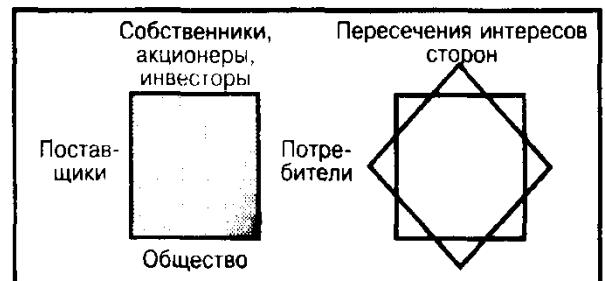 Собственники,
акционеры,
инвесторы
Пересечения интересов
сторон
Постав-
щики
Потре-
бители
Общество